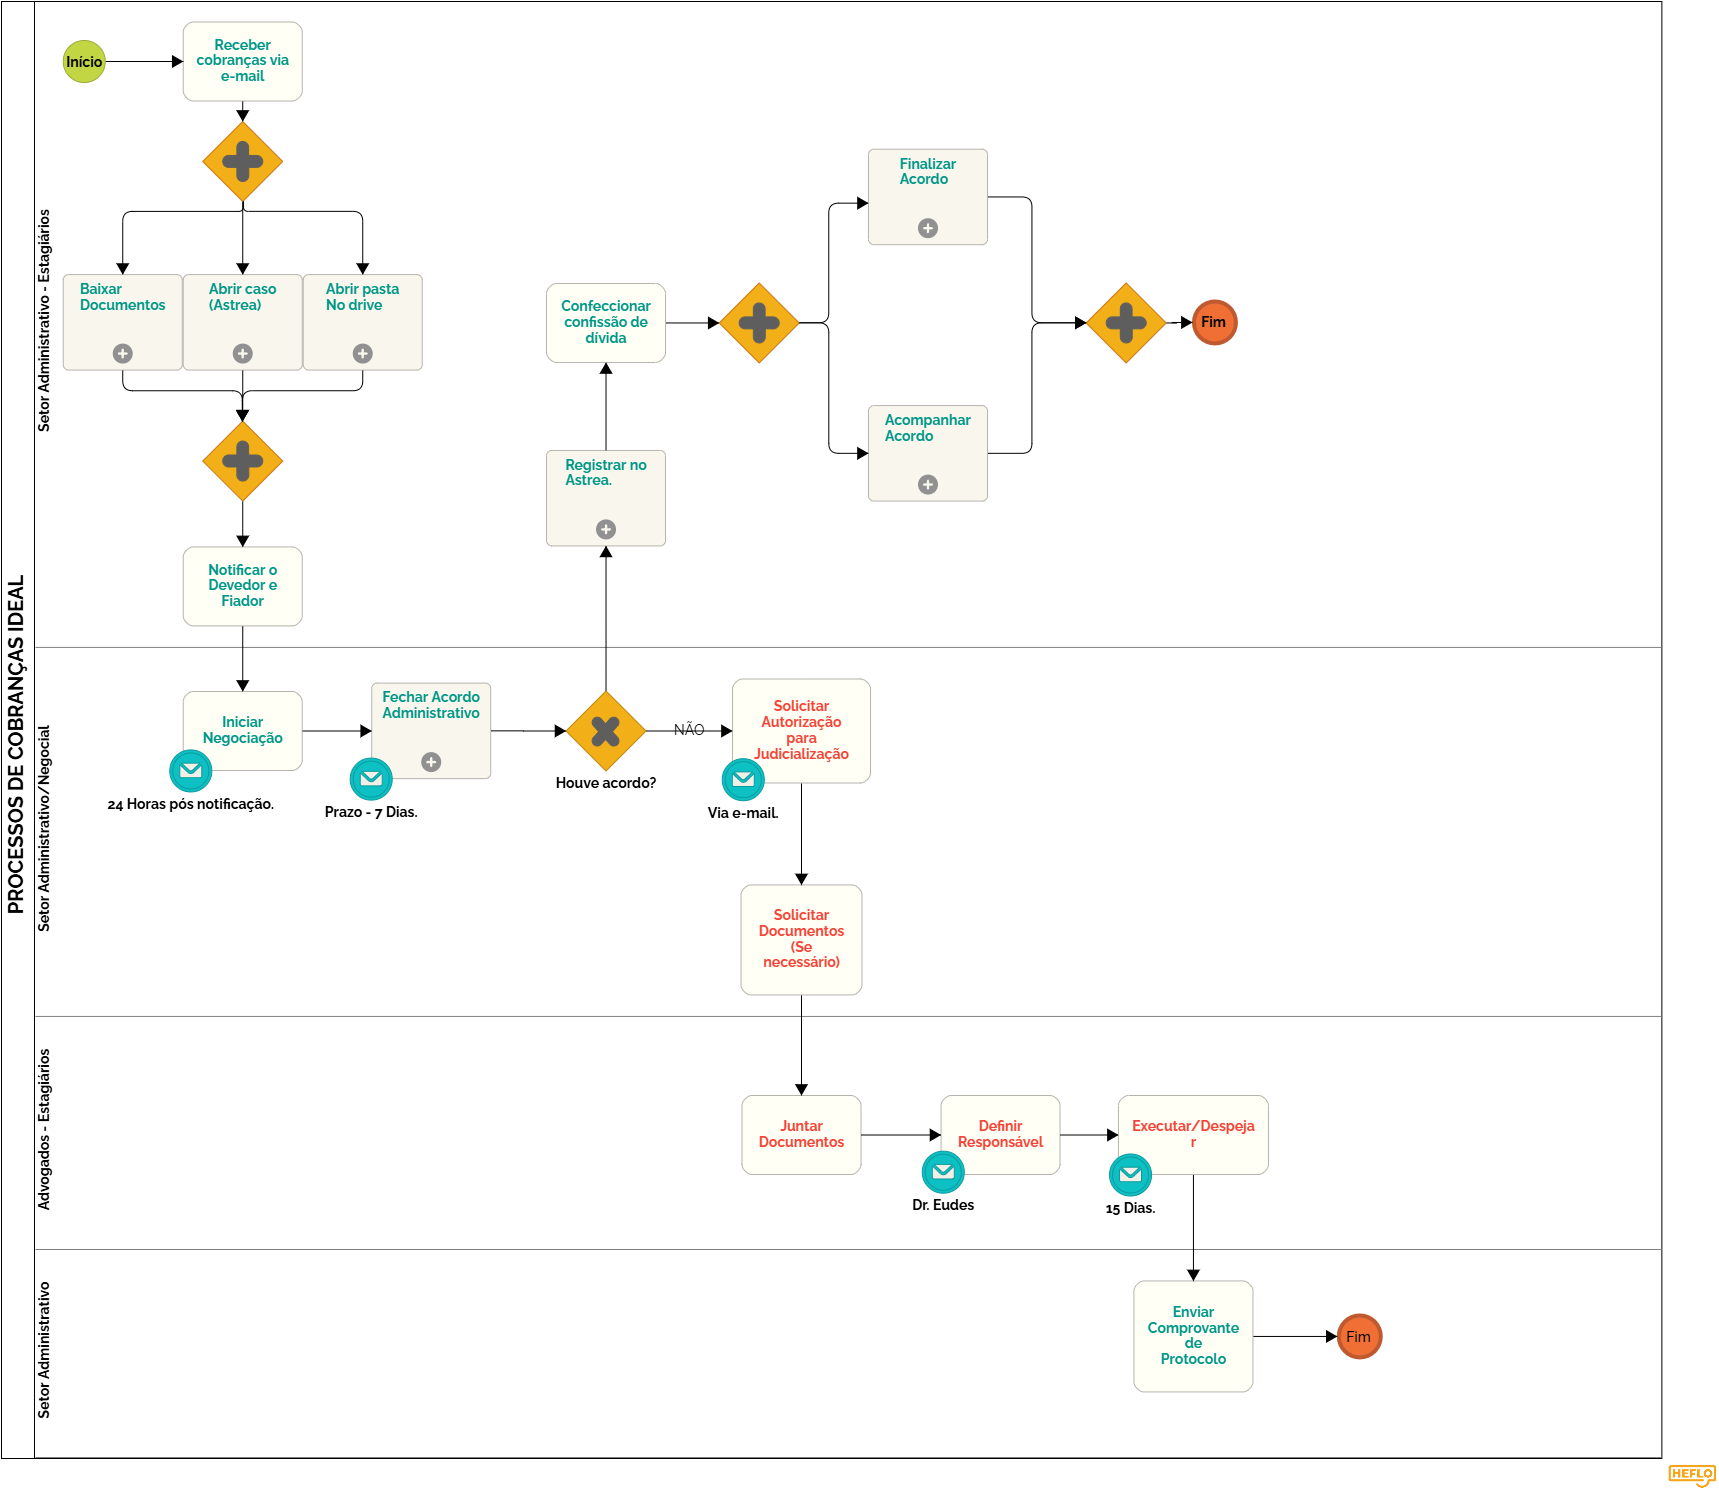 PROCESSOS DE COBRANÇAS IDEAL
Setor Administrativo - Estagiários
Início
Receber
cobranças via
e-mail
Baixar
Documentos
Abrir caso
(Astrea)
Abrir pasta
No drive
Notificar o
Devedor e
Fiador
Confeccionar
confissão de
dívida
Registrar no
Astrea.
Finalizar
Acordo
Acompanhar
Acordo
Fim
Setor Administrativo/Negocial
Iniciar
Negociação
24 Horas pós notificação.
Fechar Acordo
Administrativo
Prazo - 7 Dias.
Houve acordo?
NÃO
Solicitar
Autorização
para
Judicialização
Via e-mail.
Solicitar
Documentos
(Se
necessário)
Advogados - Estagiários
Juntar
Documentos
Definir
Responsável
Dr. Eudes
Executar/Despeja
r
15 Dias.
Setor Administrativo
Enviar
Comprovante
de
Protocolo
Fim
HEFLO